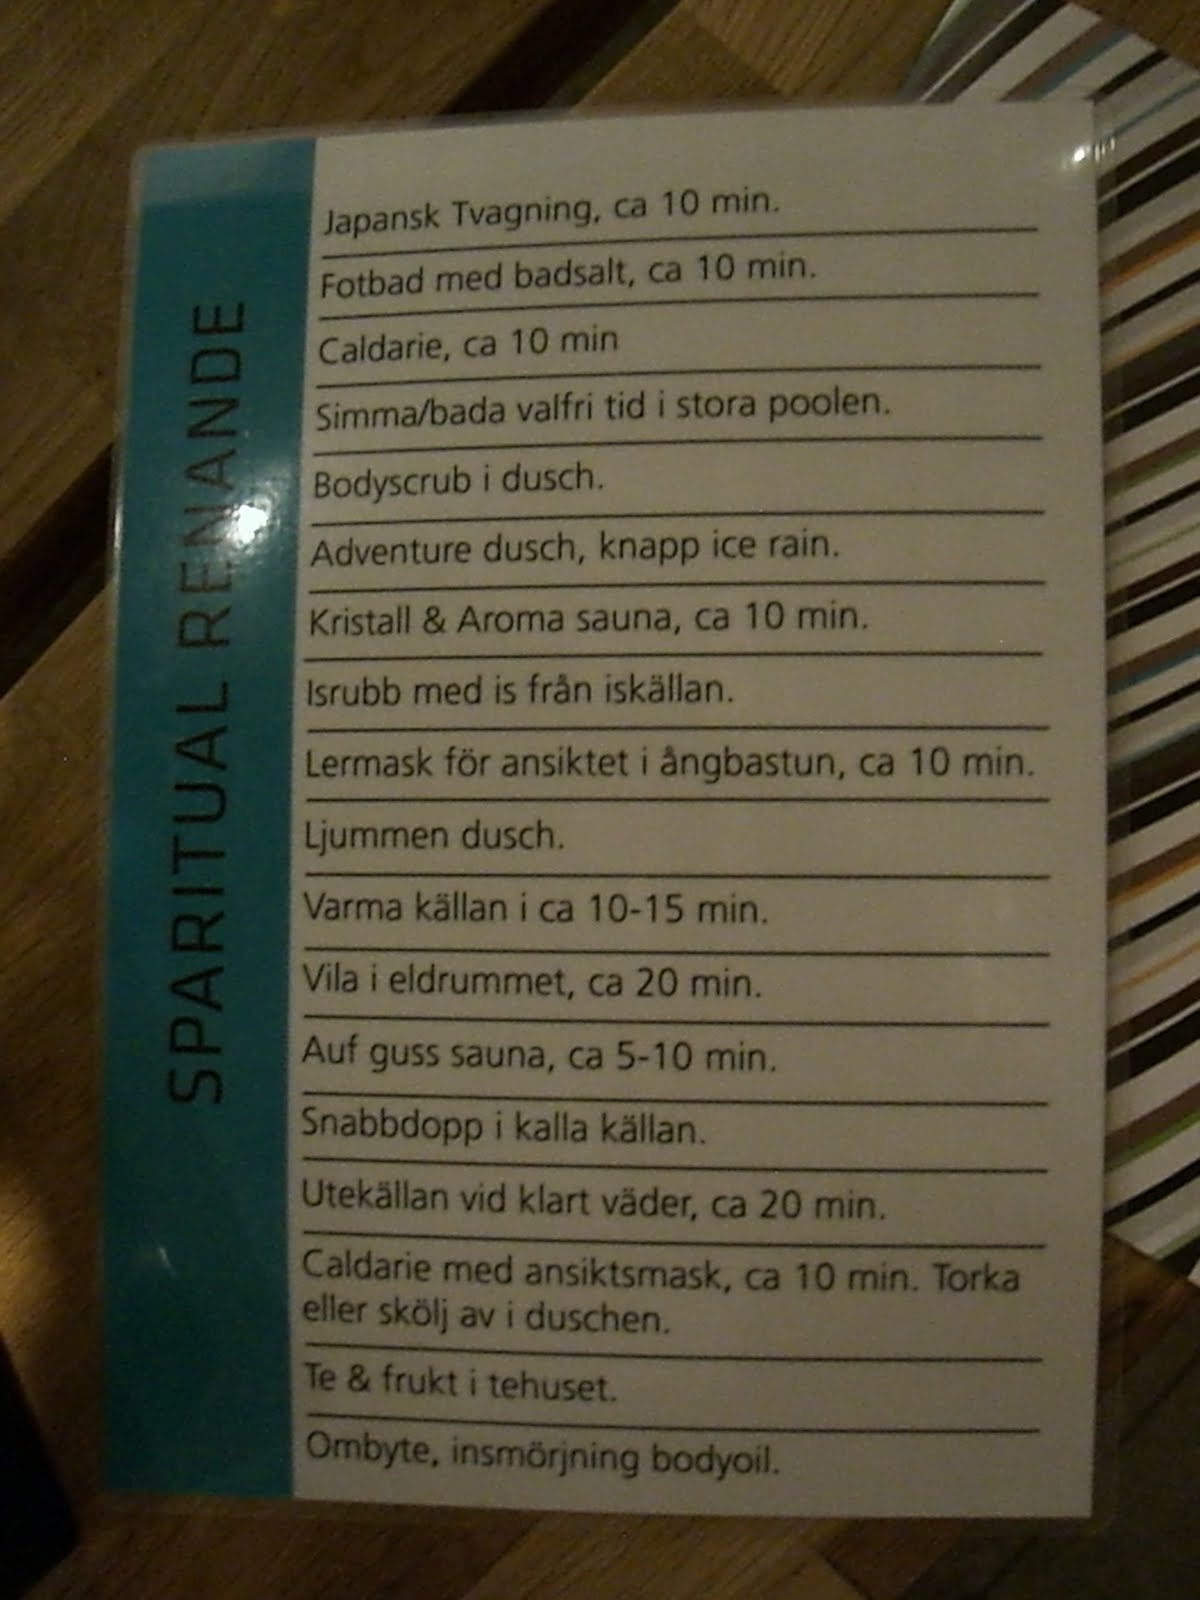 SPARITUAL RENANDE
Japansk Tvagning, ca 10 min.
Fotbad med badsalt, ca 10 min.
Caldarie, ca 10 min
Simma/bada valfri tid i stora poolen.
Bodyscrub i dusch.
Adventure dusch, knapp ice rain.
Kristall & Aroma sauna, ca 10 min.
Isrubb med is från iskällan.
Lermask för ansiktet i ångbastun, ca 10 min.
Ljummen dusch.
Varma källan i ca 10-15 min.
Vila i eldrummet, ca 20 min.
Auf guss sauna, ca 5-10 min.
Snabbdopp i kalla källan.
Utekällan vid klart väder, ca 20 min.
Caldarie med ansiktsmask, ca 10 min. Torka
eller skölj av i duschen.
Te & frukt i tehuset.
Ombyte, insmörjning bodyoil.